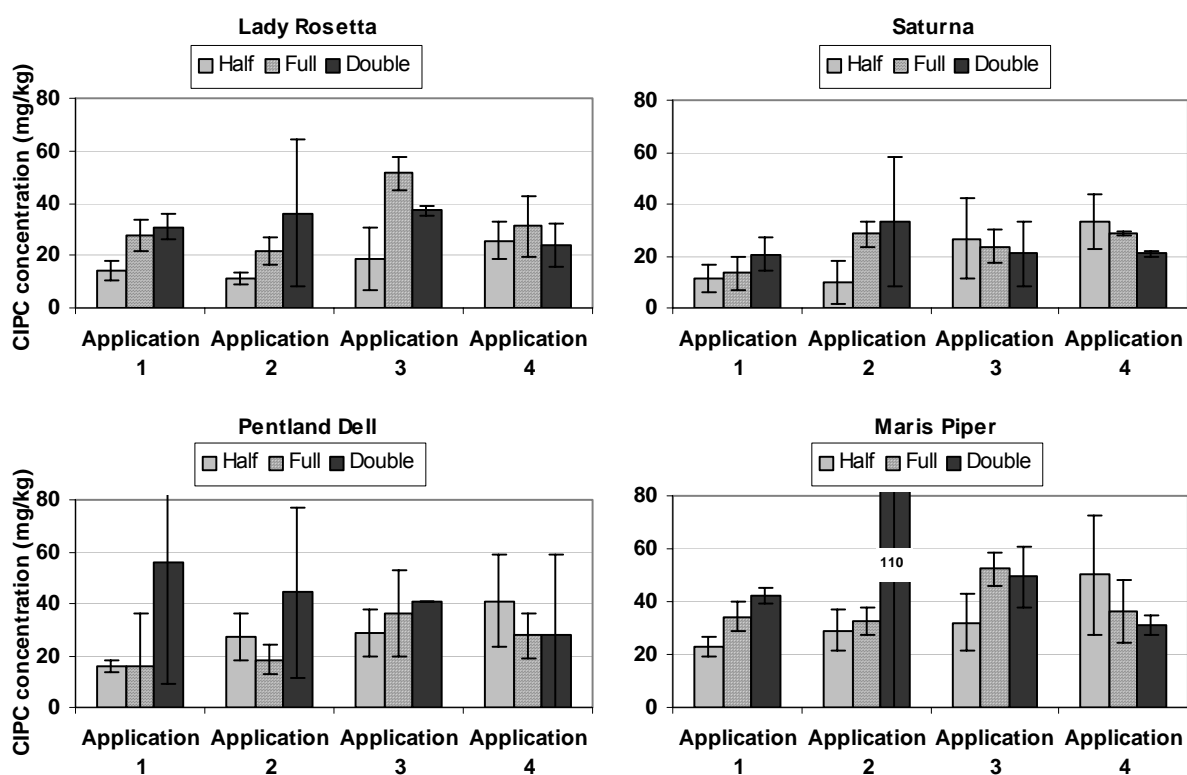 Lady Rosetta
Half Full Double
CIPC concentration (mg/kg)
80
60
40
20
0
Application 1
Application 2
Application 3
Application 4
Saturna
Half Full Double
80
60
40
20
0
Application 1
Application 2
Application 3
Application 4
Pentland Dell
Half Full Double
CIPC concentration (mg/kg)
80
60
40
20
0
Application 1
Application 2
Application 3
Application 4
Maris Piper
Half Full Double
80
60
40
20
0
110
Application 1
Application 2
Application 3
Application 4